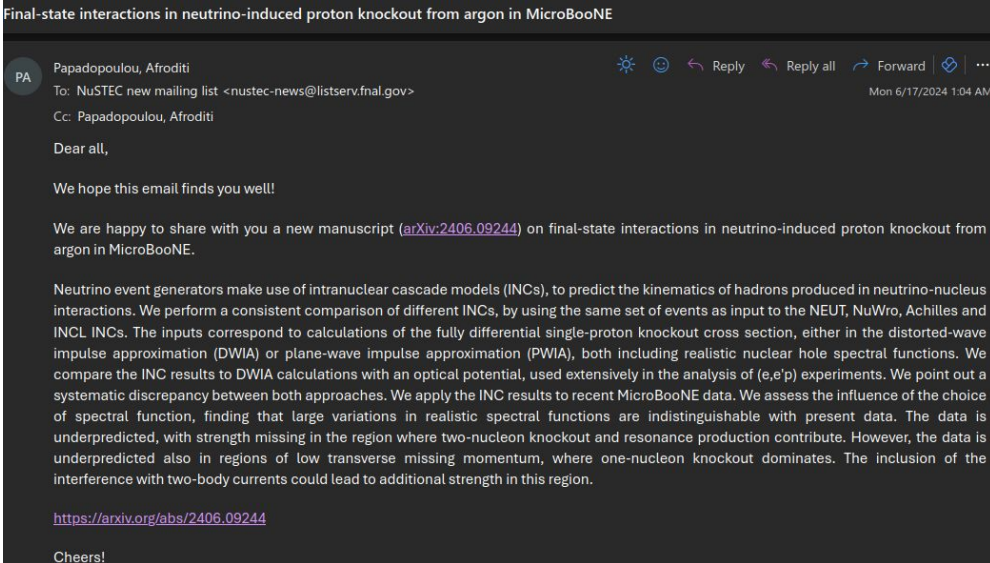 Final-state interactions in neutrino-induced proton knockout from argon in MicroBooNE
PA
Papadopoulou, Afroditi
Reply
Reply all
Forward
To: NuSTEC new mailing list <nustec-news@listserv.fnal.gov>
Mon 6/17/2024 1:04 AM
Cc: Papadopoulou, Afroditi
Dear all,
We hope this email finds you well!
We are happy to share with you a new manuscript (arXiv:2406.09244) on final-state interactions in neutrino-induced proton knockout from
argon in MicroBooNE.
Neutrino event generators make use of intranuclear cascade models (INCs), to predict the kinematics of hadrons produced in neutrino-nucleus
interactions. We perform a consistent comparison of different INCs, by using the same set of events as input to the NEUT, NuWro, Achilles and
INCL INCs. The inputs correspond to calculations of the fully differential single-proton knockout cross section, either in the distorted-wave
impulse approximation (DWIA) or plane-wave impulse approximation (PWIA), both including realistic nuclear hole spectral functions. We
compare the INC results to DWIA calculations with an optical potential, used extensively in the analysis of (e,e'p) experiments. We point out a
systematic discrepancy between both approaches. We apply the INC results to recent MicroBooNE data. We assess the influence of the choice
of spectral function, finding that large variations in realistic spectral functions are indistinguishable with present data. The data is
underpredicted, with strength missing in the region where two-nucleon knockout and resonance production contribute. However, the data is
underpredicted also in regions of low transverse missing momentum, where one-nucleon knockout dominates. The inclusion of the
interference with two-body currents could lead to additional strength in this region.
https://arxiv.org/abs/2406.09244
Cheers!